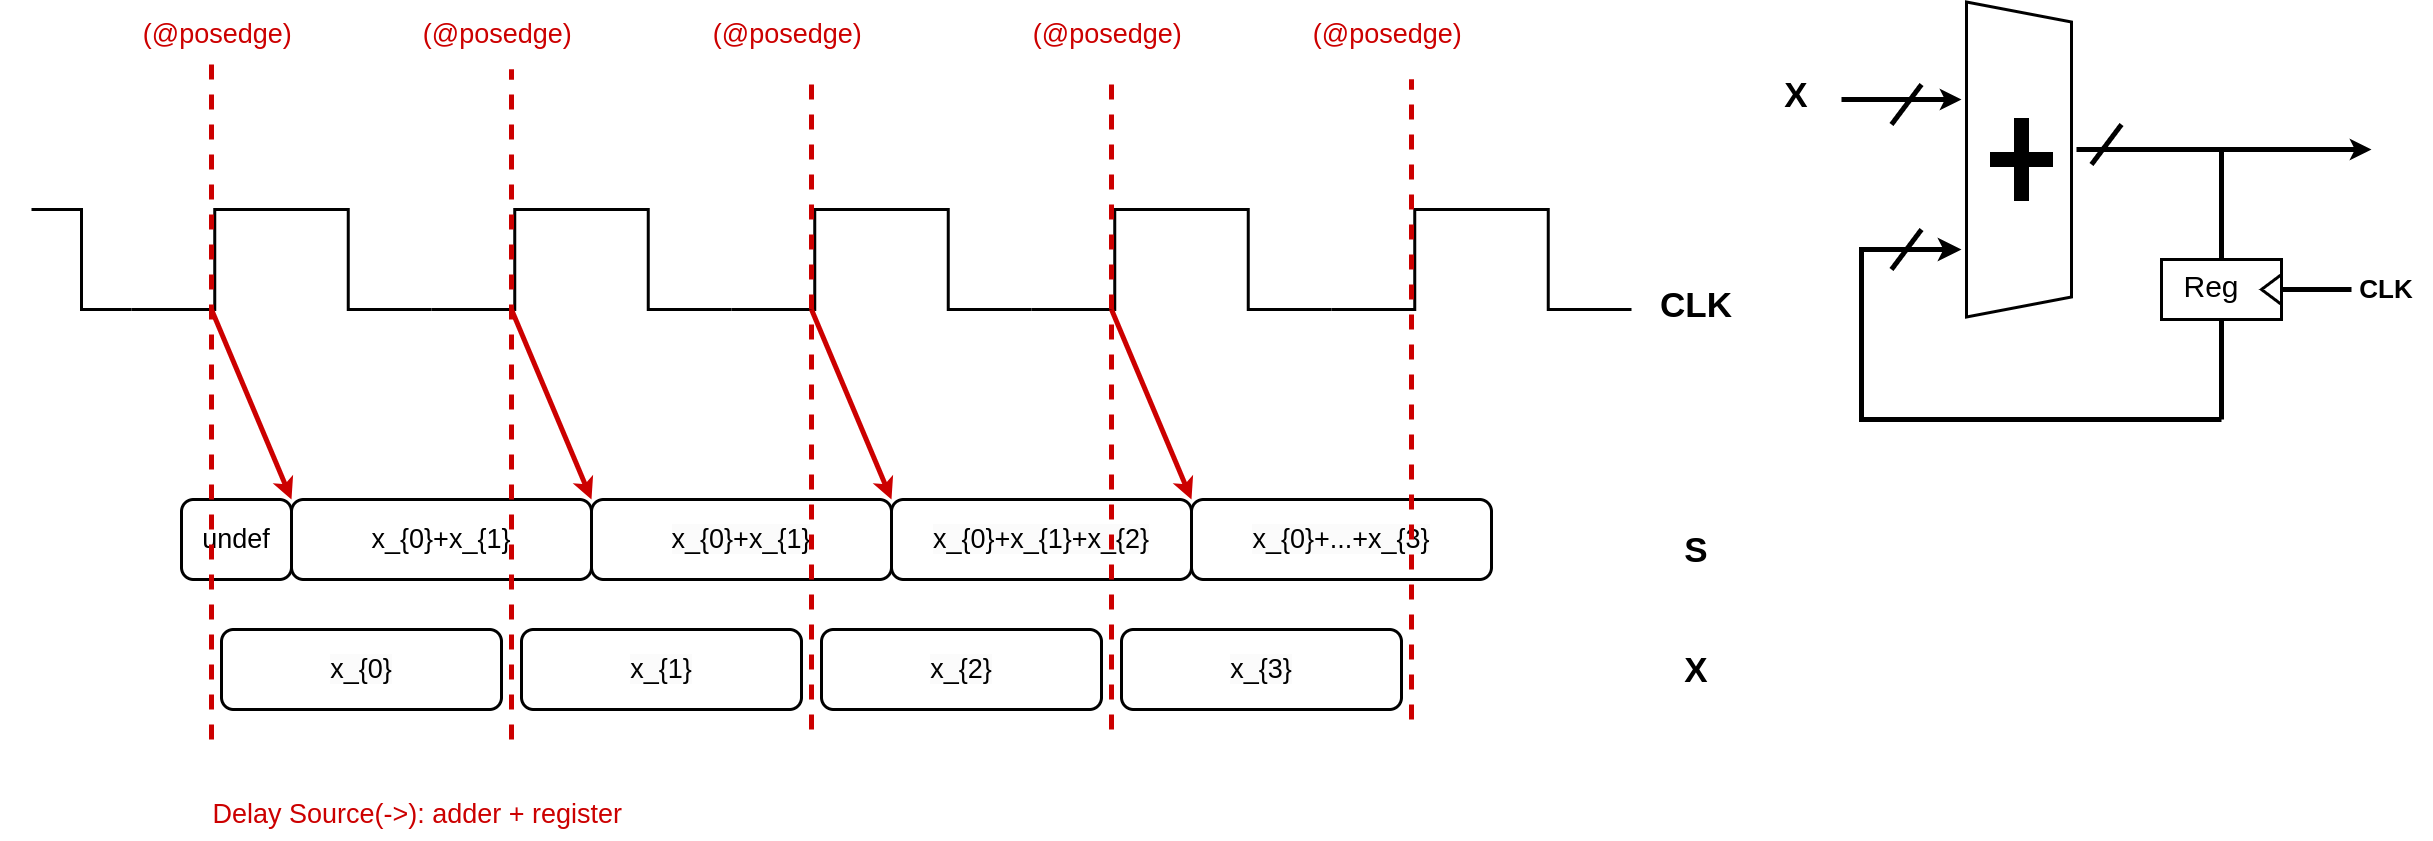 (@posedge) (@posedge) (@posedge) (@posedge) (@posedge)
X
+
Reg
CLK
CLK
undef x_{0}+x_{1} x_{0}+x_{1} x_{0}+x_{1}+x_{2} x_{0}+...+x_{3}
S
x_{0} x_{1} x_{2} x_{3}
X
Delay Source(->): adder + register